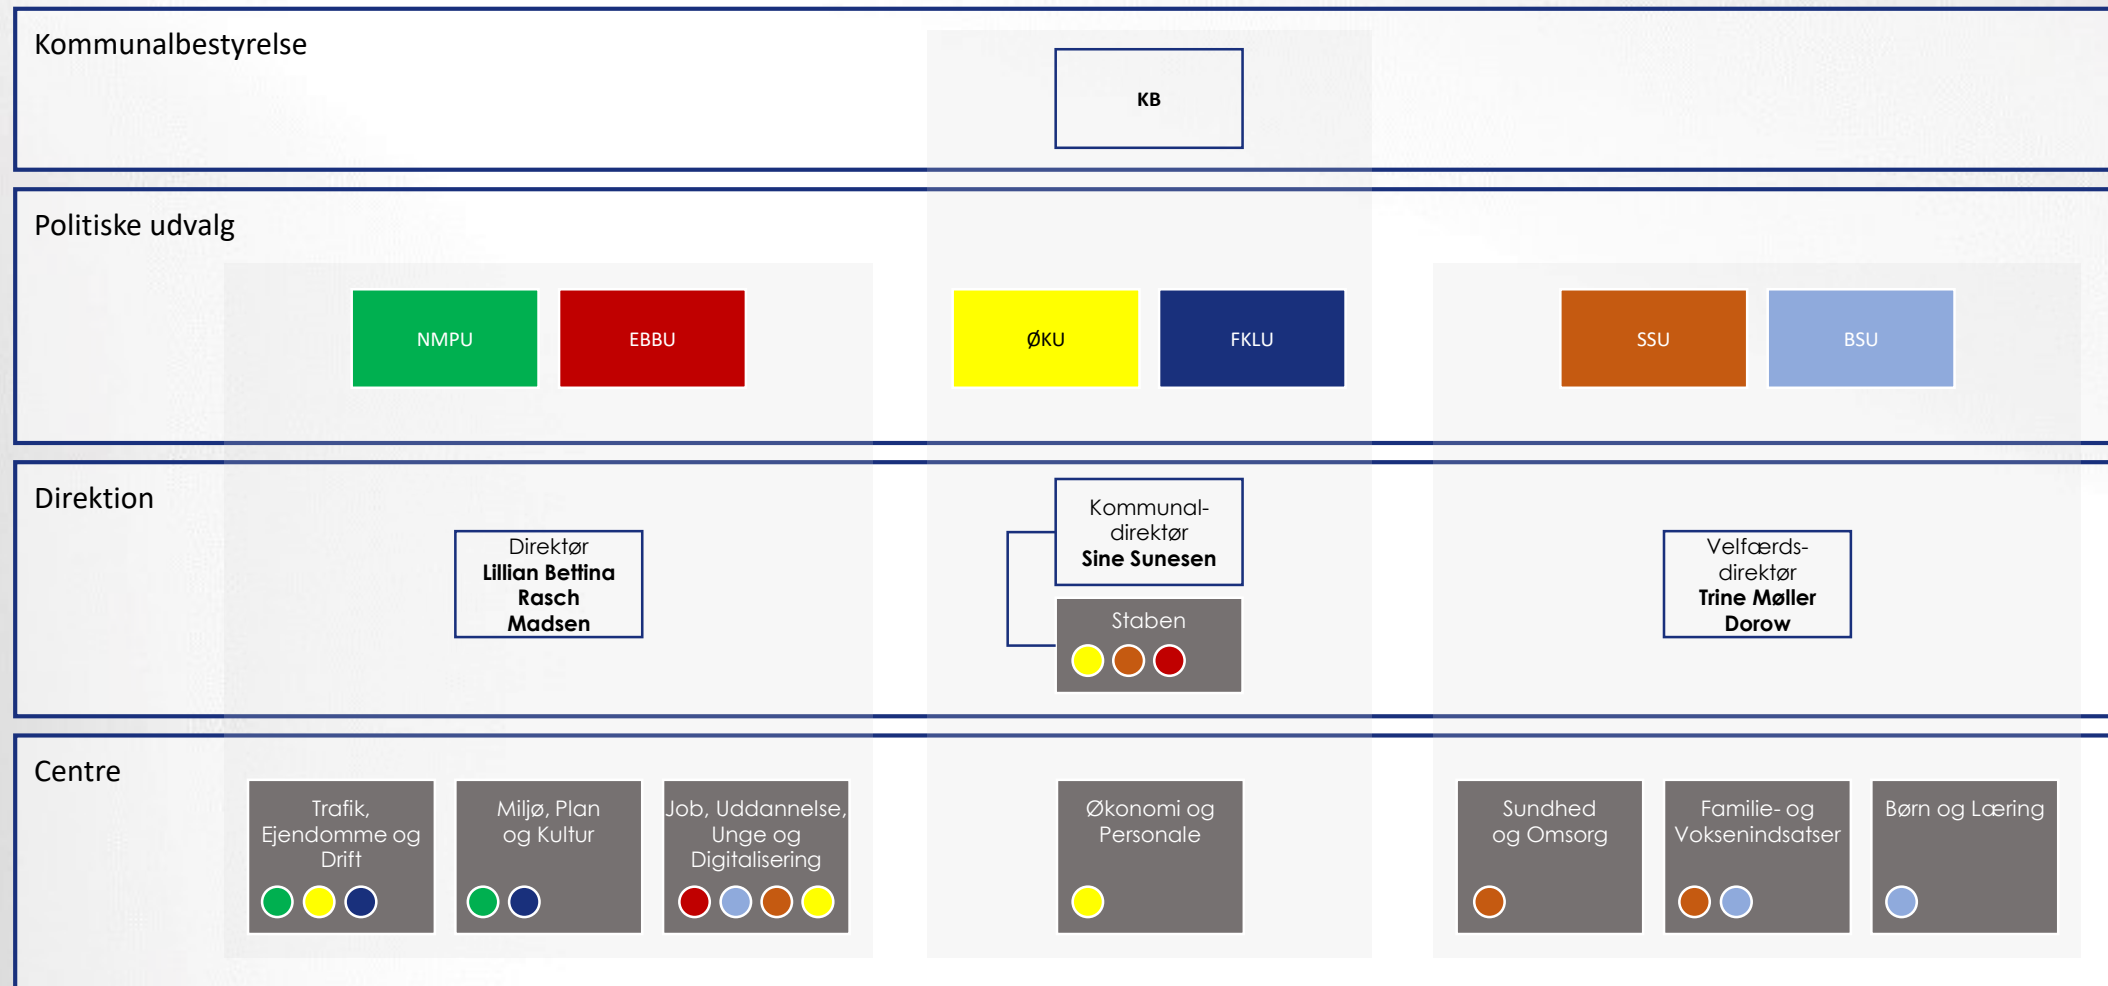 Kommunalbestyrelse
KB
Politiske udvalg
NMPU
EBBU
ØKU
FKLU
SSU
BSU
Direktion
Direktør
Lillian Bettina
Rasch
Madsen
Kommunal-
direktør
Sine Sunesen
Staben
Velfærds-
direktør
Trine Møller
Dorow
Centre
Trafik,
Ejendomme og
Drift
Miljø, Plan
og Kultur
Job, Uddannelse,
Unge og
Digitalisering
Økonomi og
Personale
Sundhed
og Omsorg
Familie- og
Voksenindsatser
Børn og Læring